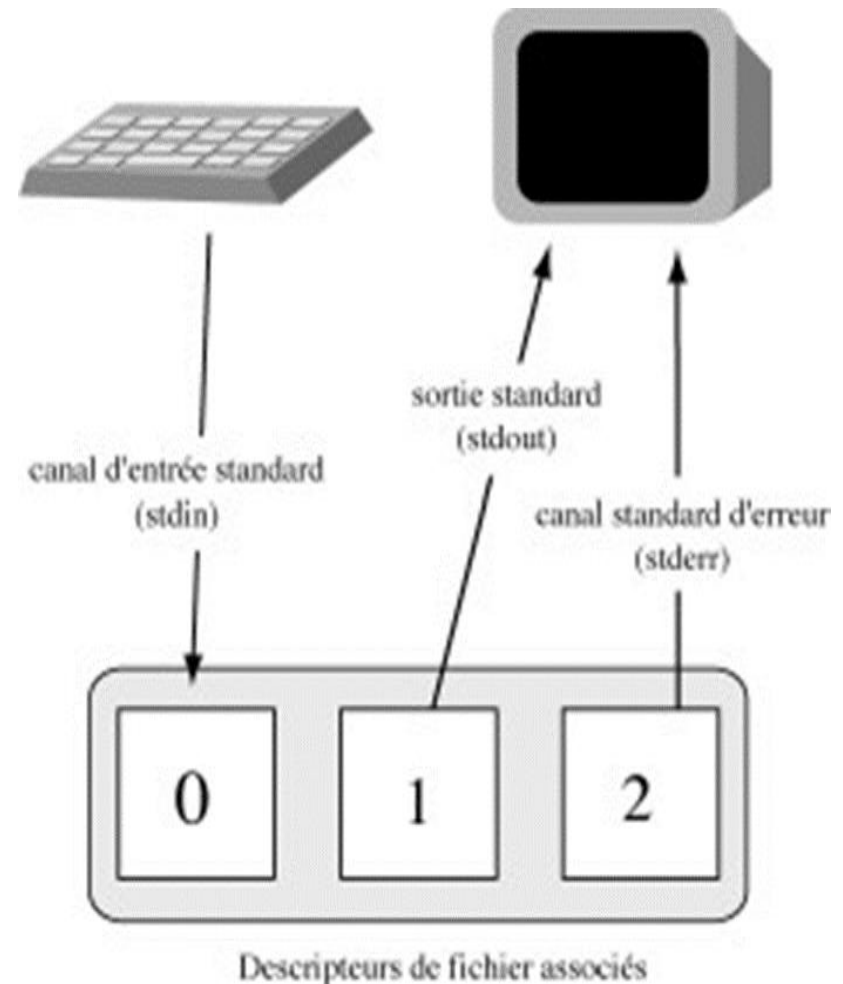 sortie standard
(stdout)
canal d'entrée standard
(stdin)
canal standard d'erreur
(stderr)
0
1
2
Descripteurs de fichier associés